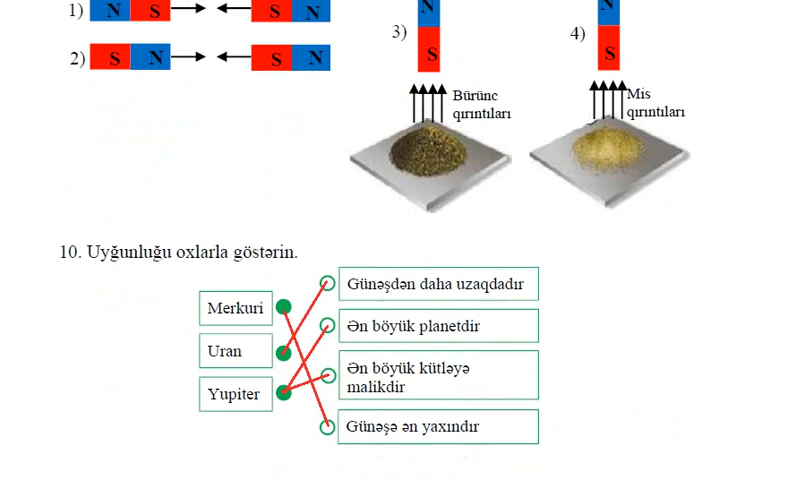 1) N S S N
2) S N S N
3) N
S
4) N
S
Bürünc
qırıntıları
Mis
qırıntıları
10. Uyğunluğu oxlarla göstərin.
Merkuri
Uran
Yupiter
Günəşdən daha uzaqdadır
Ən böyük planetdir
Ən böyük kütləyə
malikdir
Günəşə ən yaxındır